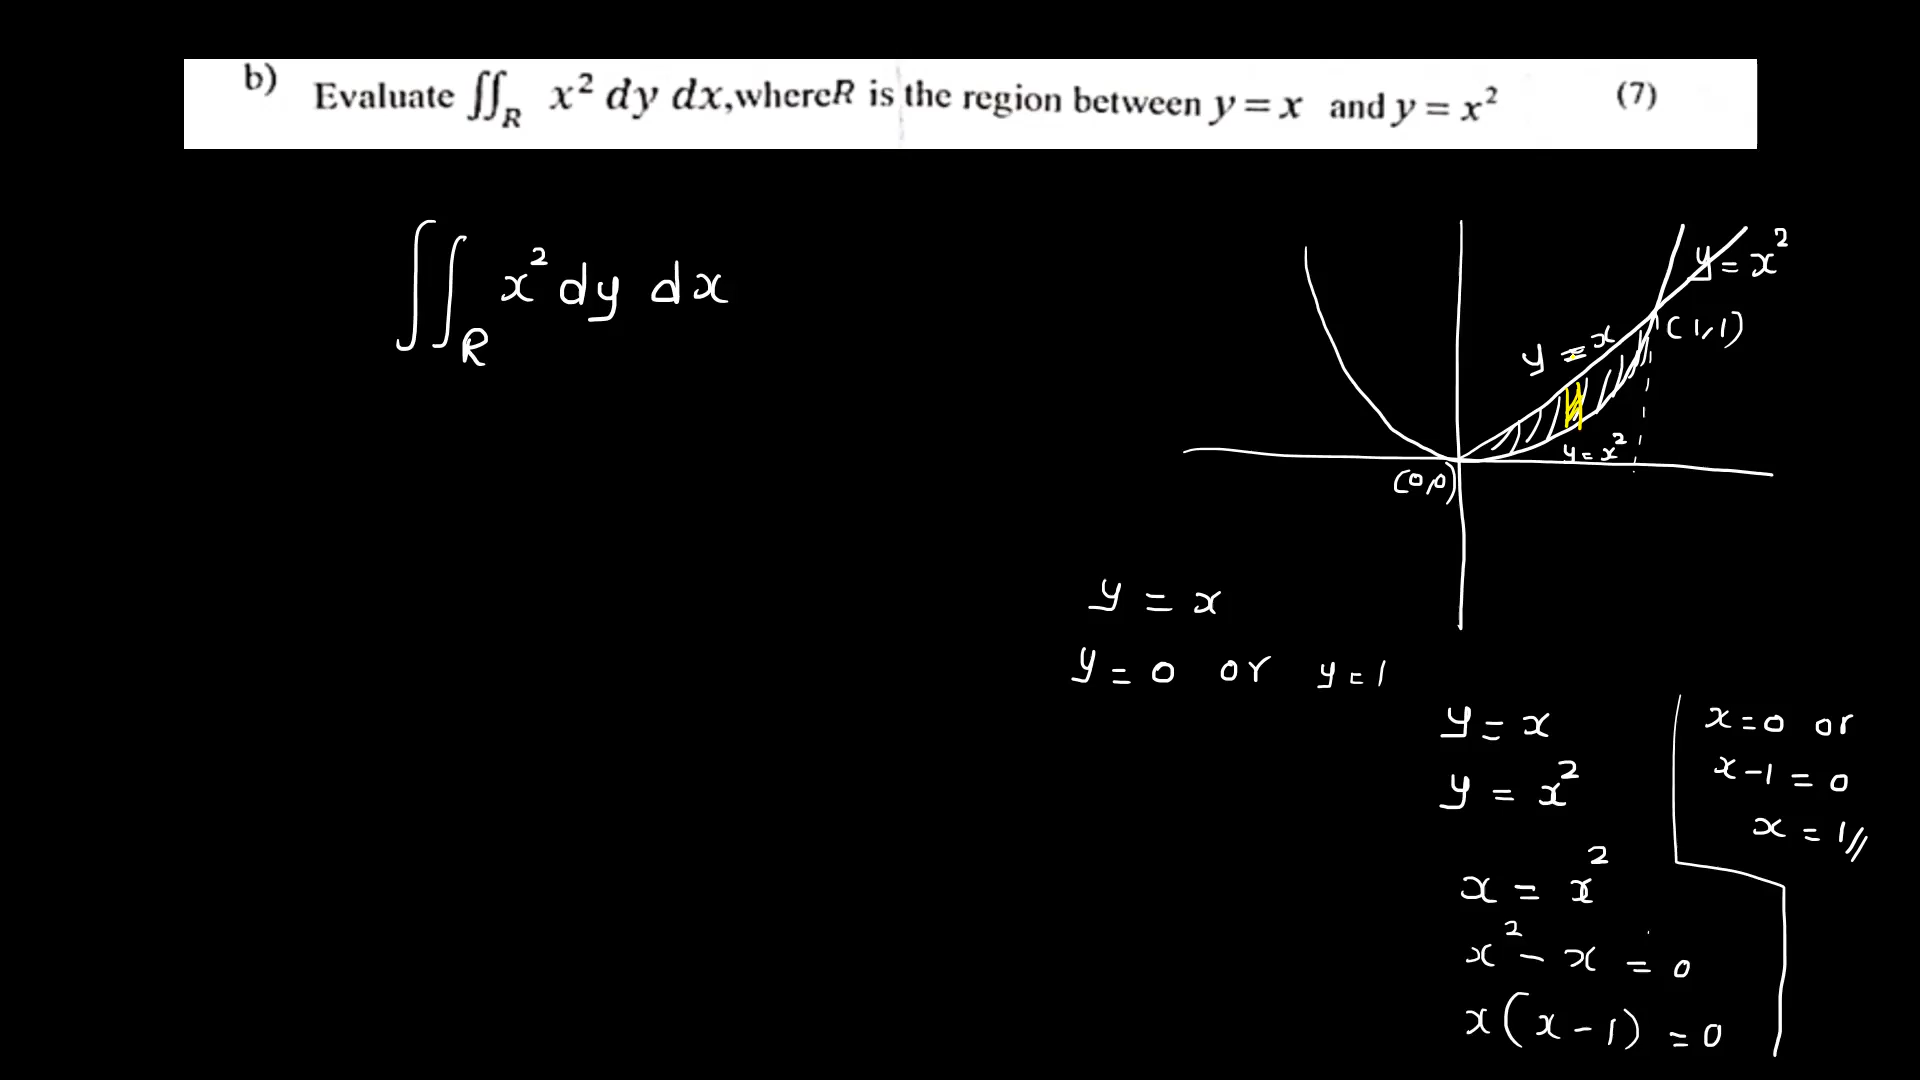 b) Evaluate ∬_R x² dy dx, where R is the region between y = x and y = x² (7)
∬_R x² dy dx
y = x²
(1,1)
y = x
y = x²
(0,0)
y = x
y = 0 or y = 1
y = x
y = x²
x = x²
x² - x = 0
x(x - 1) = 0
x = 0 or
x - 1 = 0
x = 1//